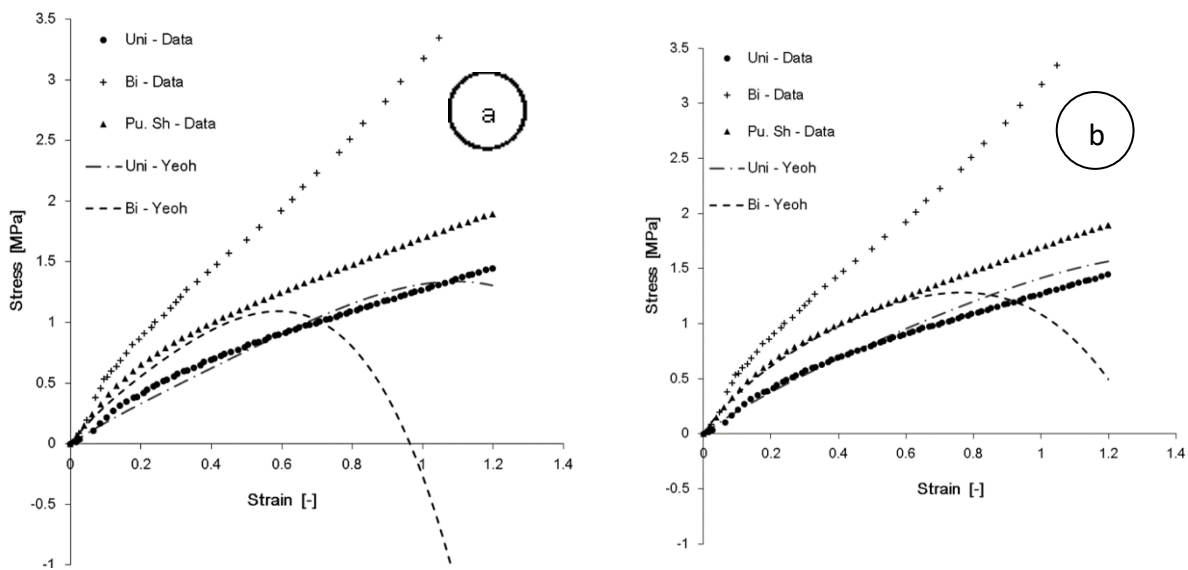 3.5
3
2.5
2
1.5
1
0.5
0
-0.5
-1
0 0.2 0.4 0.6 0.8 1 1.2 1.4
Stress [MPa]
Strain [-]
Uni - Data
Bi - Data
Pu. Sh - Data
Uni - Yeoh
Bi - Yeoh
a
3.5
3
2.5
2
1.5
1
0.5
0
-0.5
-1
0 0.2 0.4 0.6 0.8 1 1.2 1.4
Stress [MPa]
Strain [-]
Uni - Data
Bi - Data
Pu. Sh - Data
Uni - Yeoh
Bi - Yeoh
b